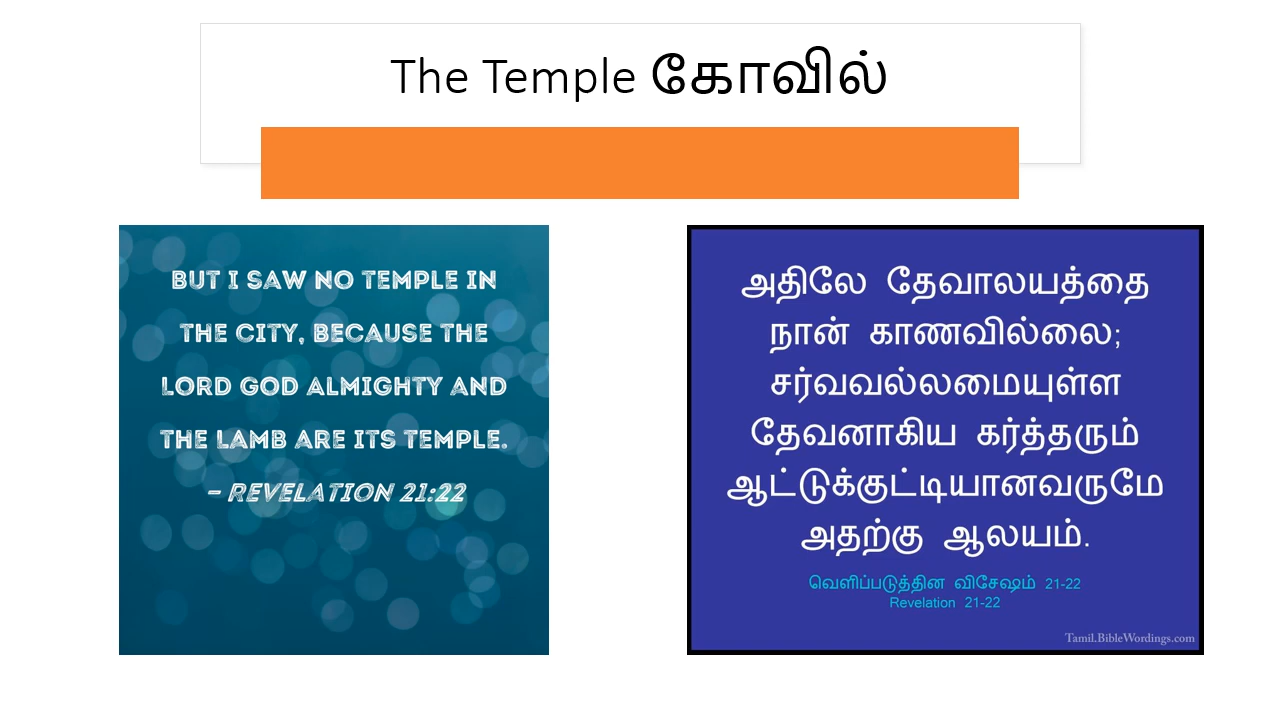 The Temple கோவில்
BUT I SAW NO TEMPLE IN
THE CITY, BECAUSE THE
LORD GOD ALMIGHTY AND
THE LAMB ARE ITS TEMPLE.
– REVELATION 21:22
அதிலே தேவாலயத்தை
நான் காணவில்லை;
சர்வவல்லமையுள்ள
தேவனாகிய கர்த்தரும்
ஆட்டுக்குட்டியானவருமே
அதற்கு ஆலயம்.
வெளிப்படுத்தின விசேஷம் 21-22
Revelation 21-22
Tamil.BibleWordings.com